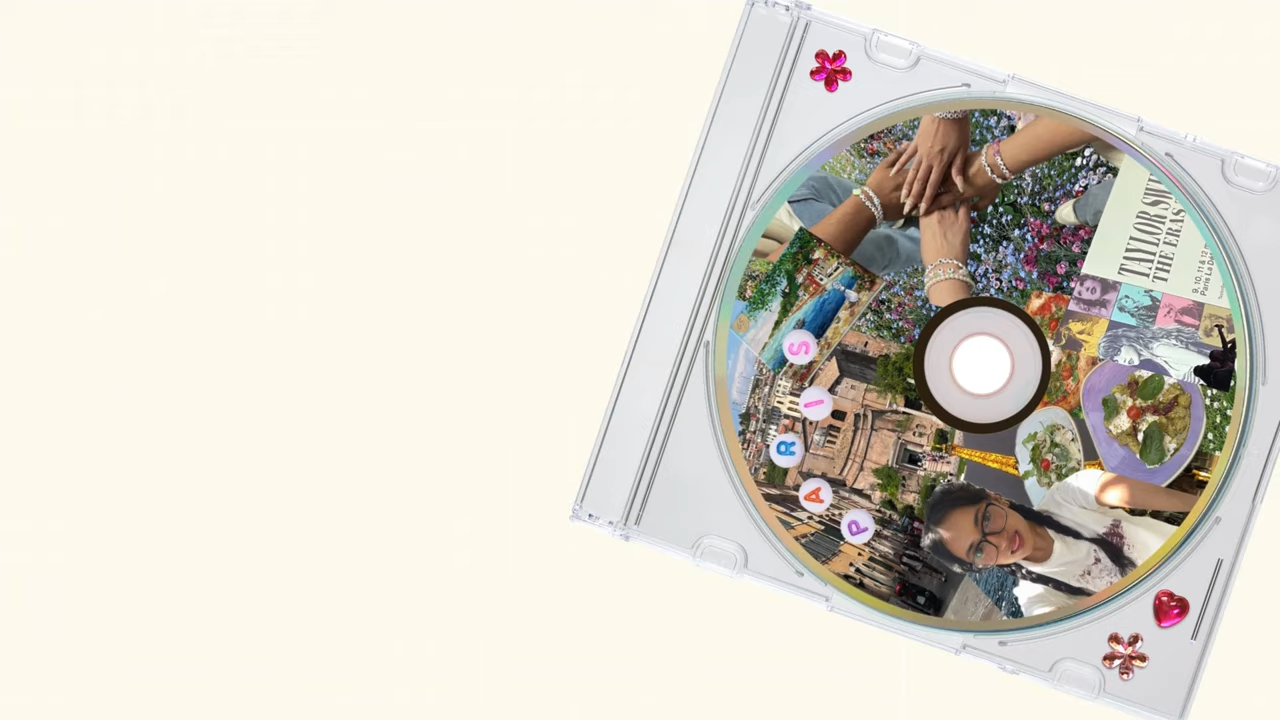 PARIS
TAYLOR SW
THE ERAS
9, 10, 11 & 12
Paris La Dé